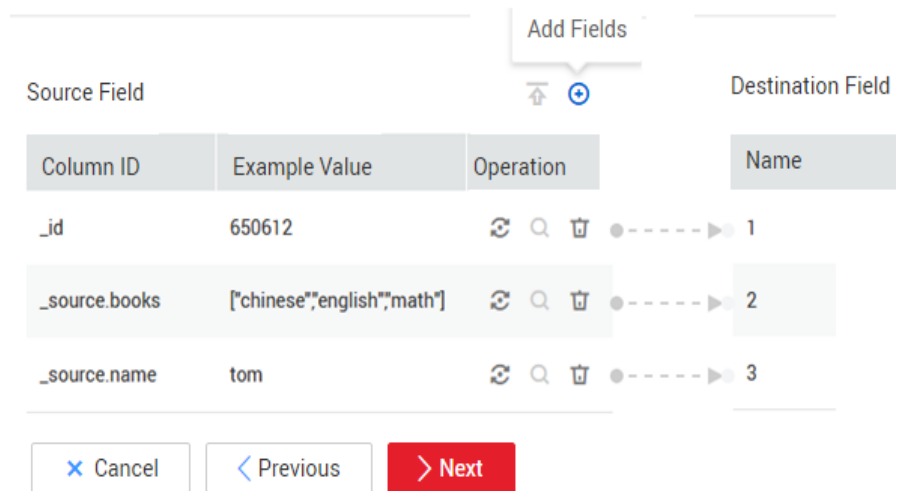 Add Fields
Source Field
Destination Field
Column ID Example Value Operation Name
_id 650612 1
_source.books ["chinese","english","math"] 2
_source.name tom 3
Cancel Previous Next